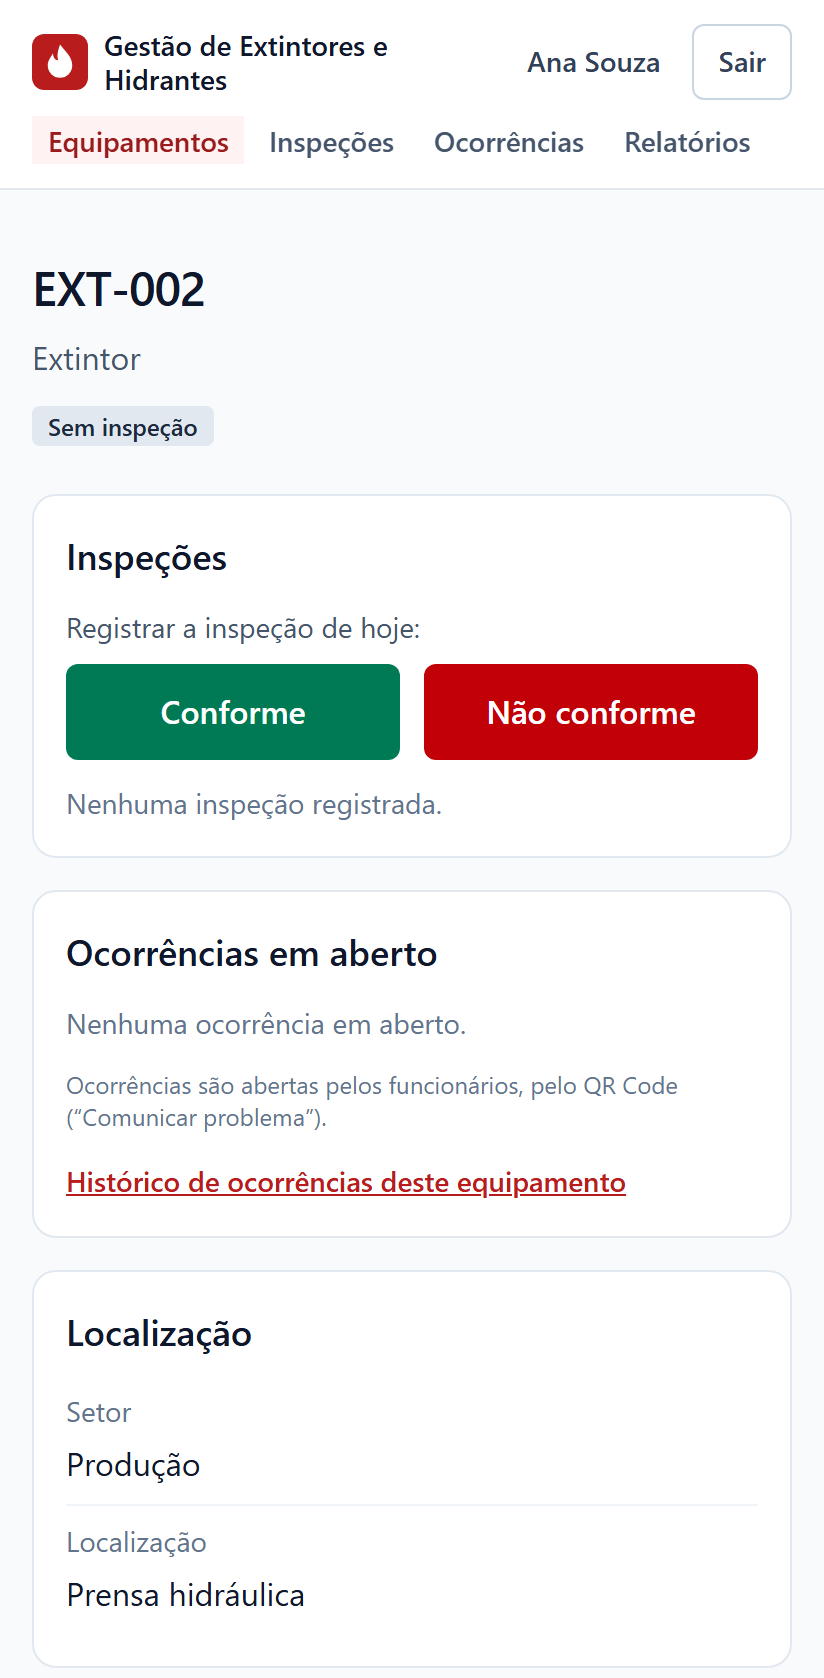 Gestão de Extintores e
Hidrantes
Ana Souza
Sair
Equipamentos
Inspeções
Ocorrências
Relatórios
EXT-002
Extintor
Sem inspeção
Inspeções
Registrar a inspeção de hoje:
Conforme
Não conforme
Nenhuma inspeção registrada.
Ocorrências em aberto
Nenhuma ocorrência em aberto.
Ocorrências são abertas pelos funcionários, pelo QR Code
(“Comunicar problema”).
Histórico de ocorrências deste equipamento
Localização
Setor
Produção
Localização
Prensa hidráulica